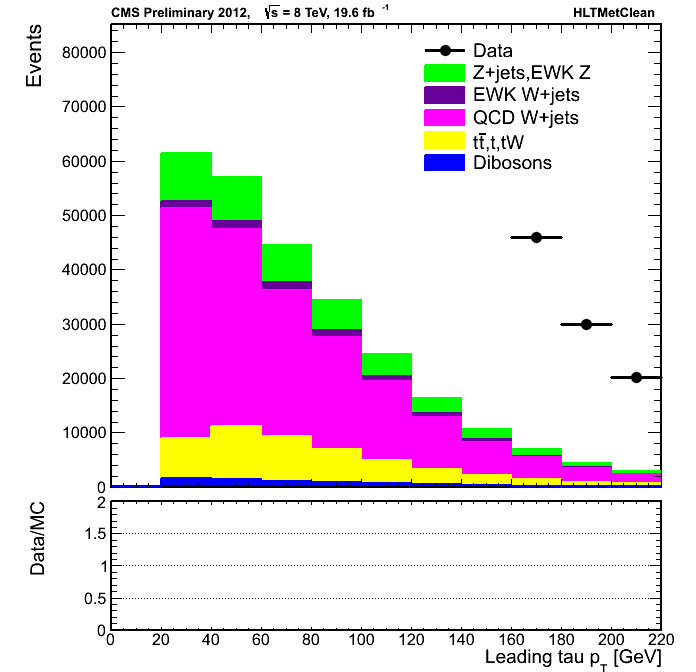 CMS Preliminary 2012, √s = 8 TeV, 19.6 fb⁻¹ HLTMetClean
Events
80000
70000
60000
50000
40000
30000
20000
10000
0
Data
Z+jets,EWK Z
EWK W+jets
QCD W+jets
tt̅,t,tW
Dibosons
Data/MC
2
1.5
1
0.5
0
0 20 40 60 80 100 120 140 160 180 200 220
Leading tau p_T [GeV]